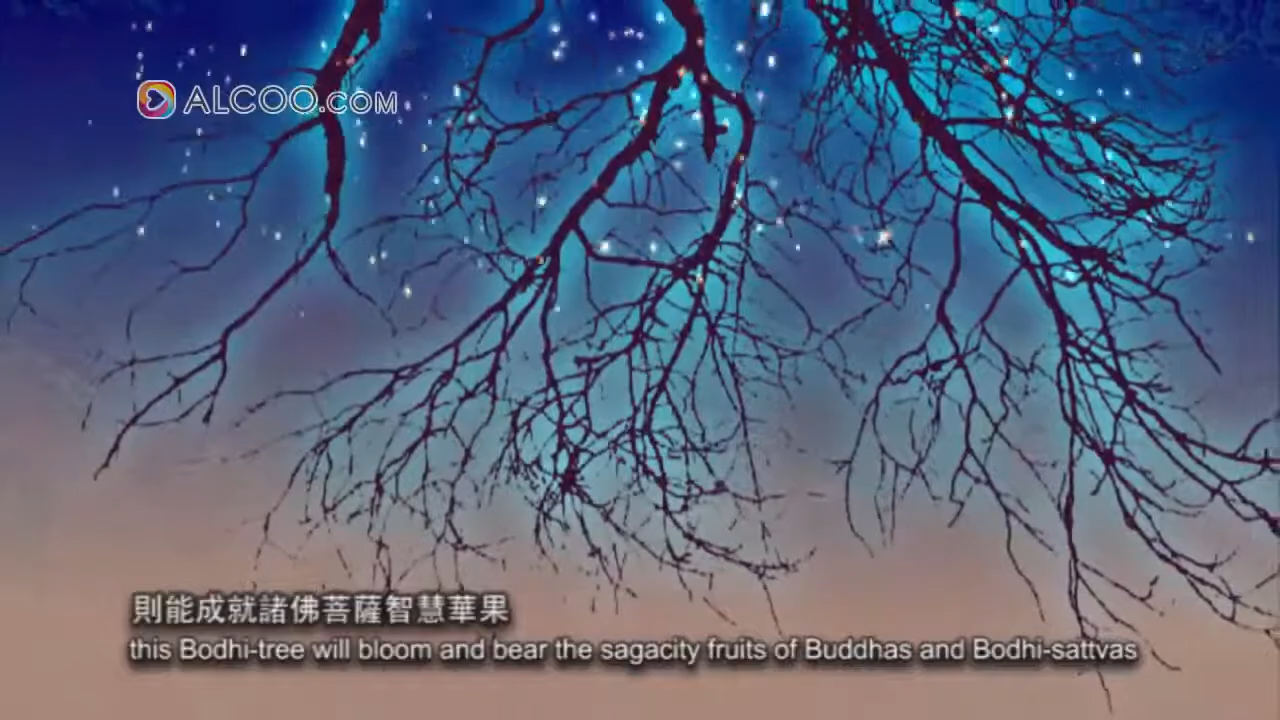 ALCOO.COM
則能成就諸佛菩薩智慧華果
this Bodhi-tree will bloom and bear the sagacity fruits of Buddhas and Bodhi-sattvas